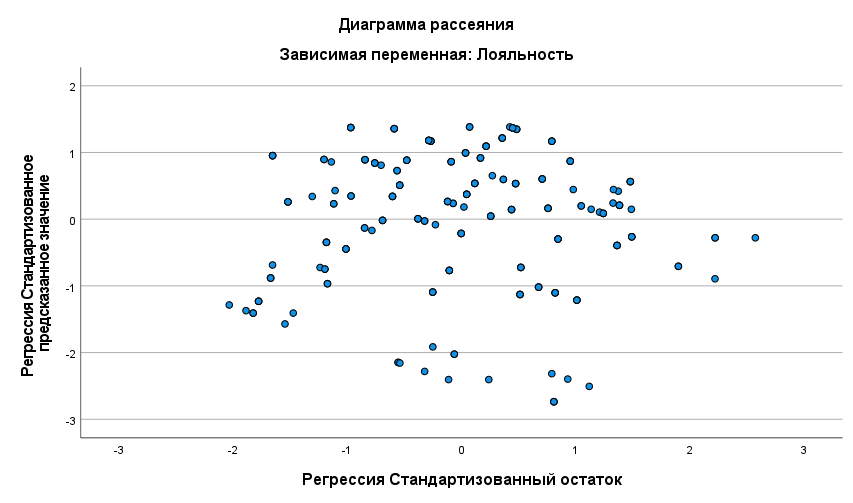 Диаграмма рассеяния
Зависимая переменная: Лояльность
Регрессия Стандартизованное
предсказанное значение
2
1
0
-1
-2
-3
-3
-2
-1
0
1
2
3
Регрессия Стандартизованный остаток